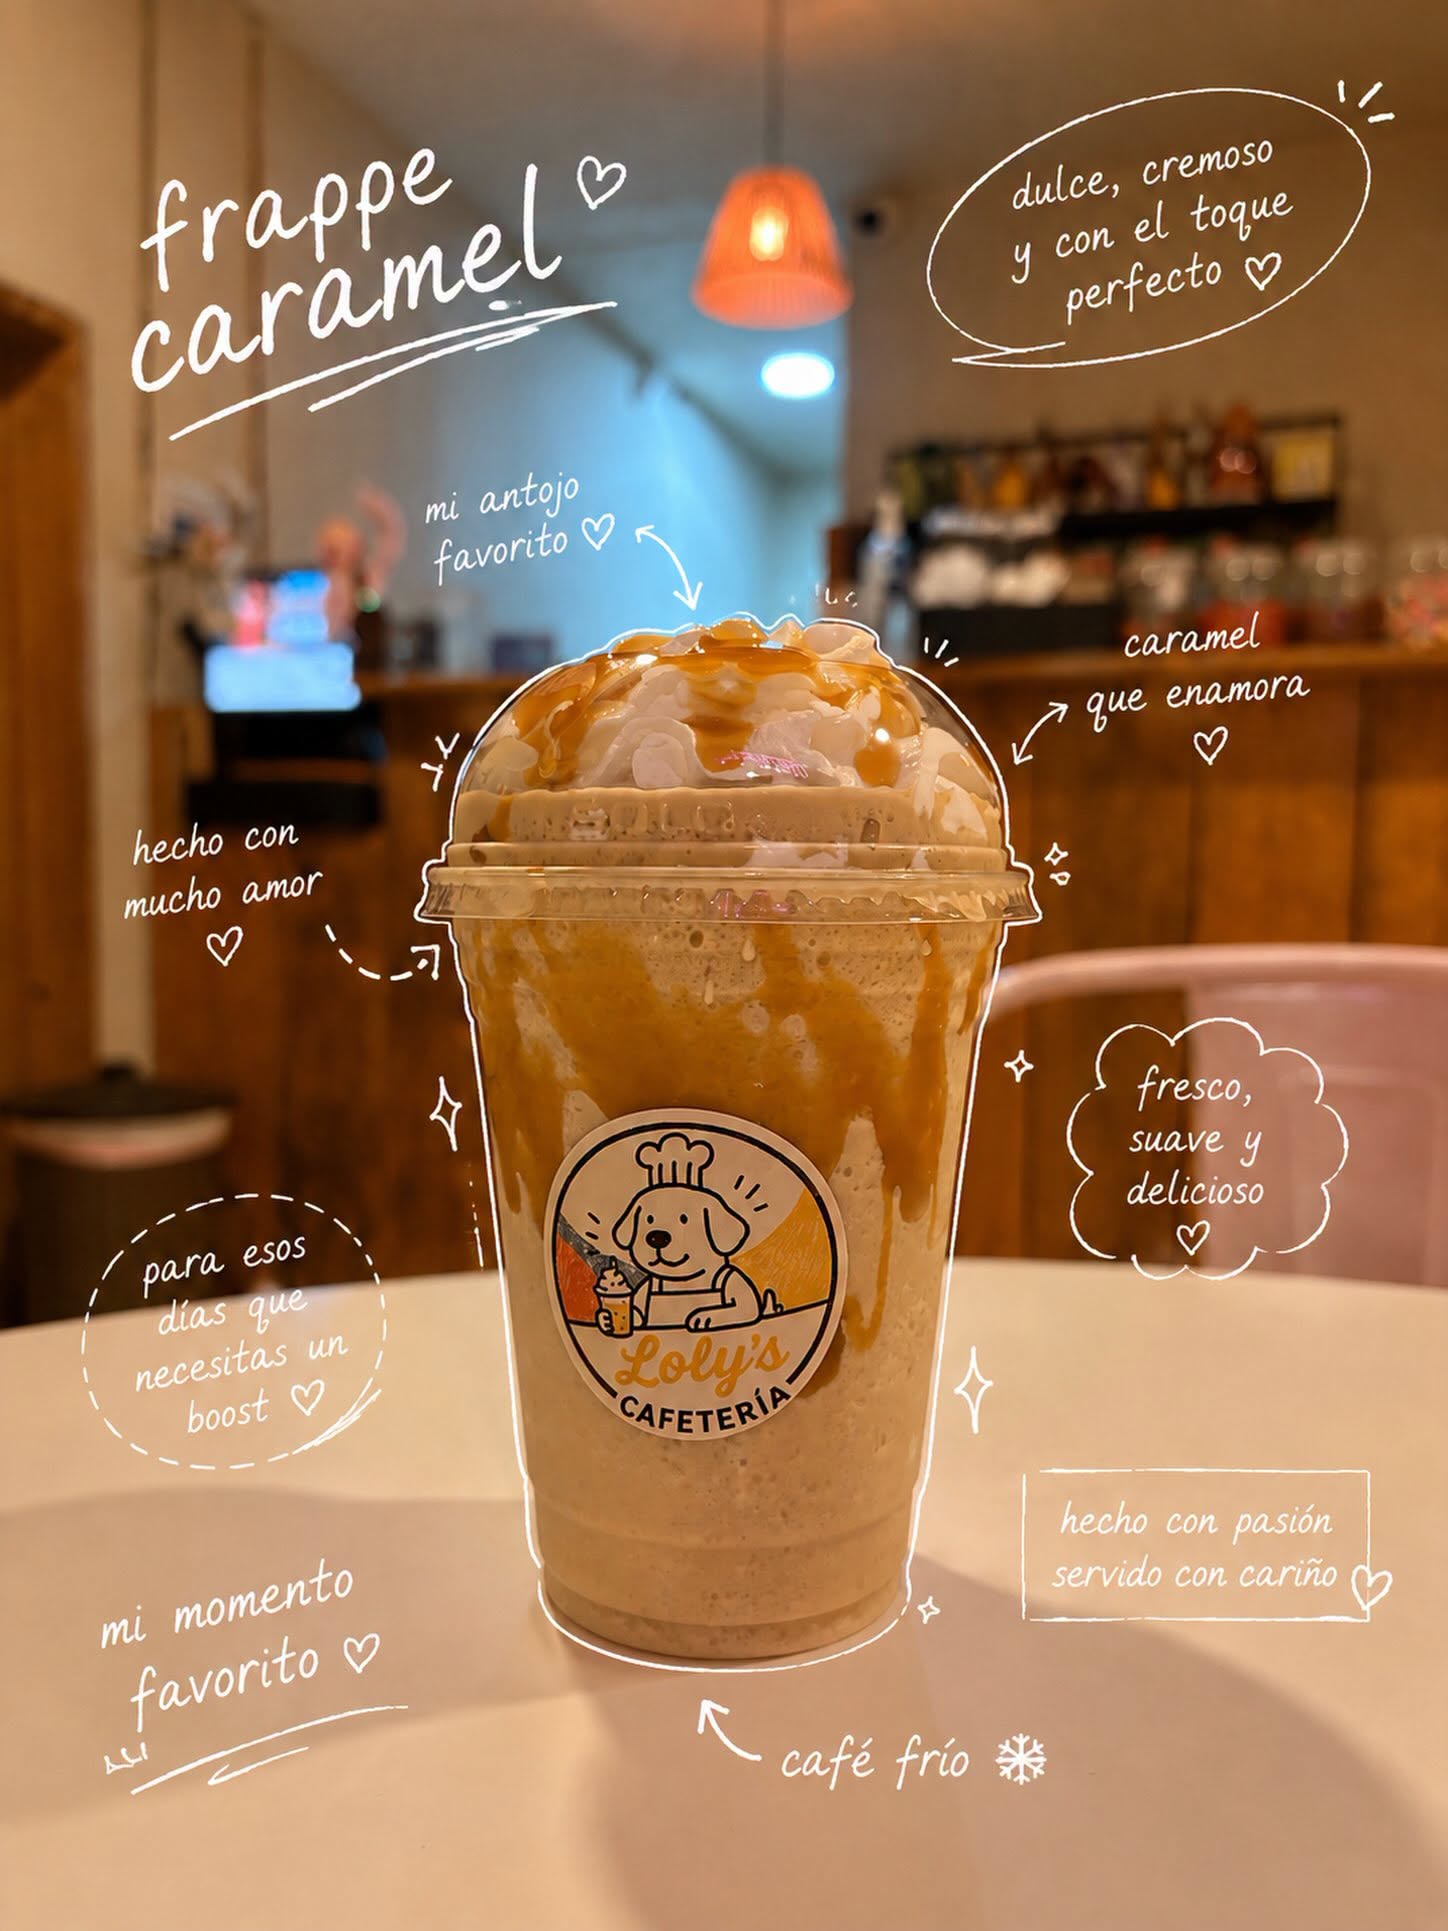 frappe
caramel
dulce, cremoso
y con el toque
perfecto
mi antojo
favorito
caramel
que enamora
hecho con
mucho amor
fresco,
suave y
delicioso
para esos
días que
necesitas un
boost
Loly's
CAFETERÍA
hecho con pasión
servido con cariño
mi momento
favorito
café frío